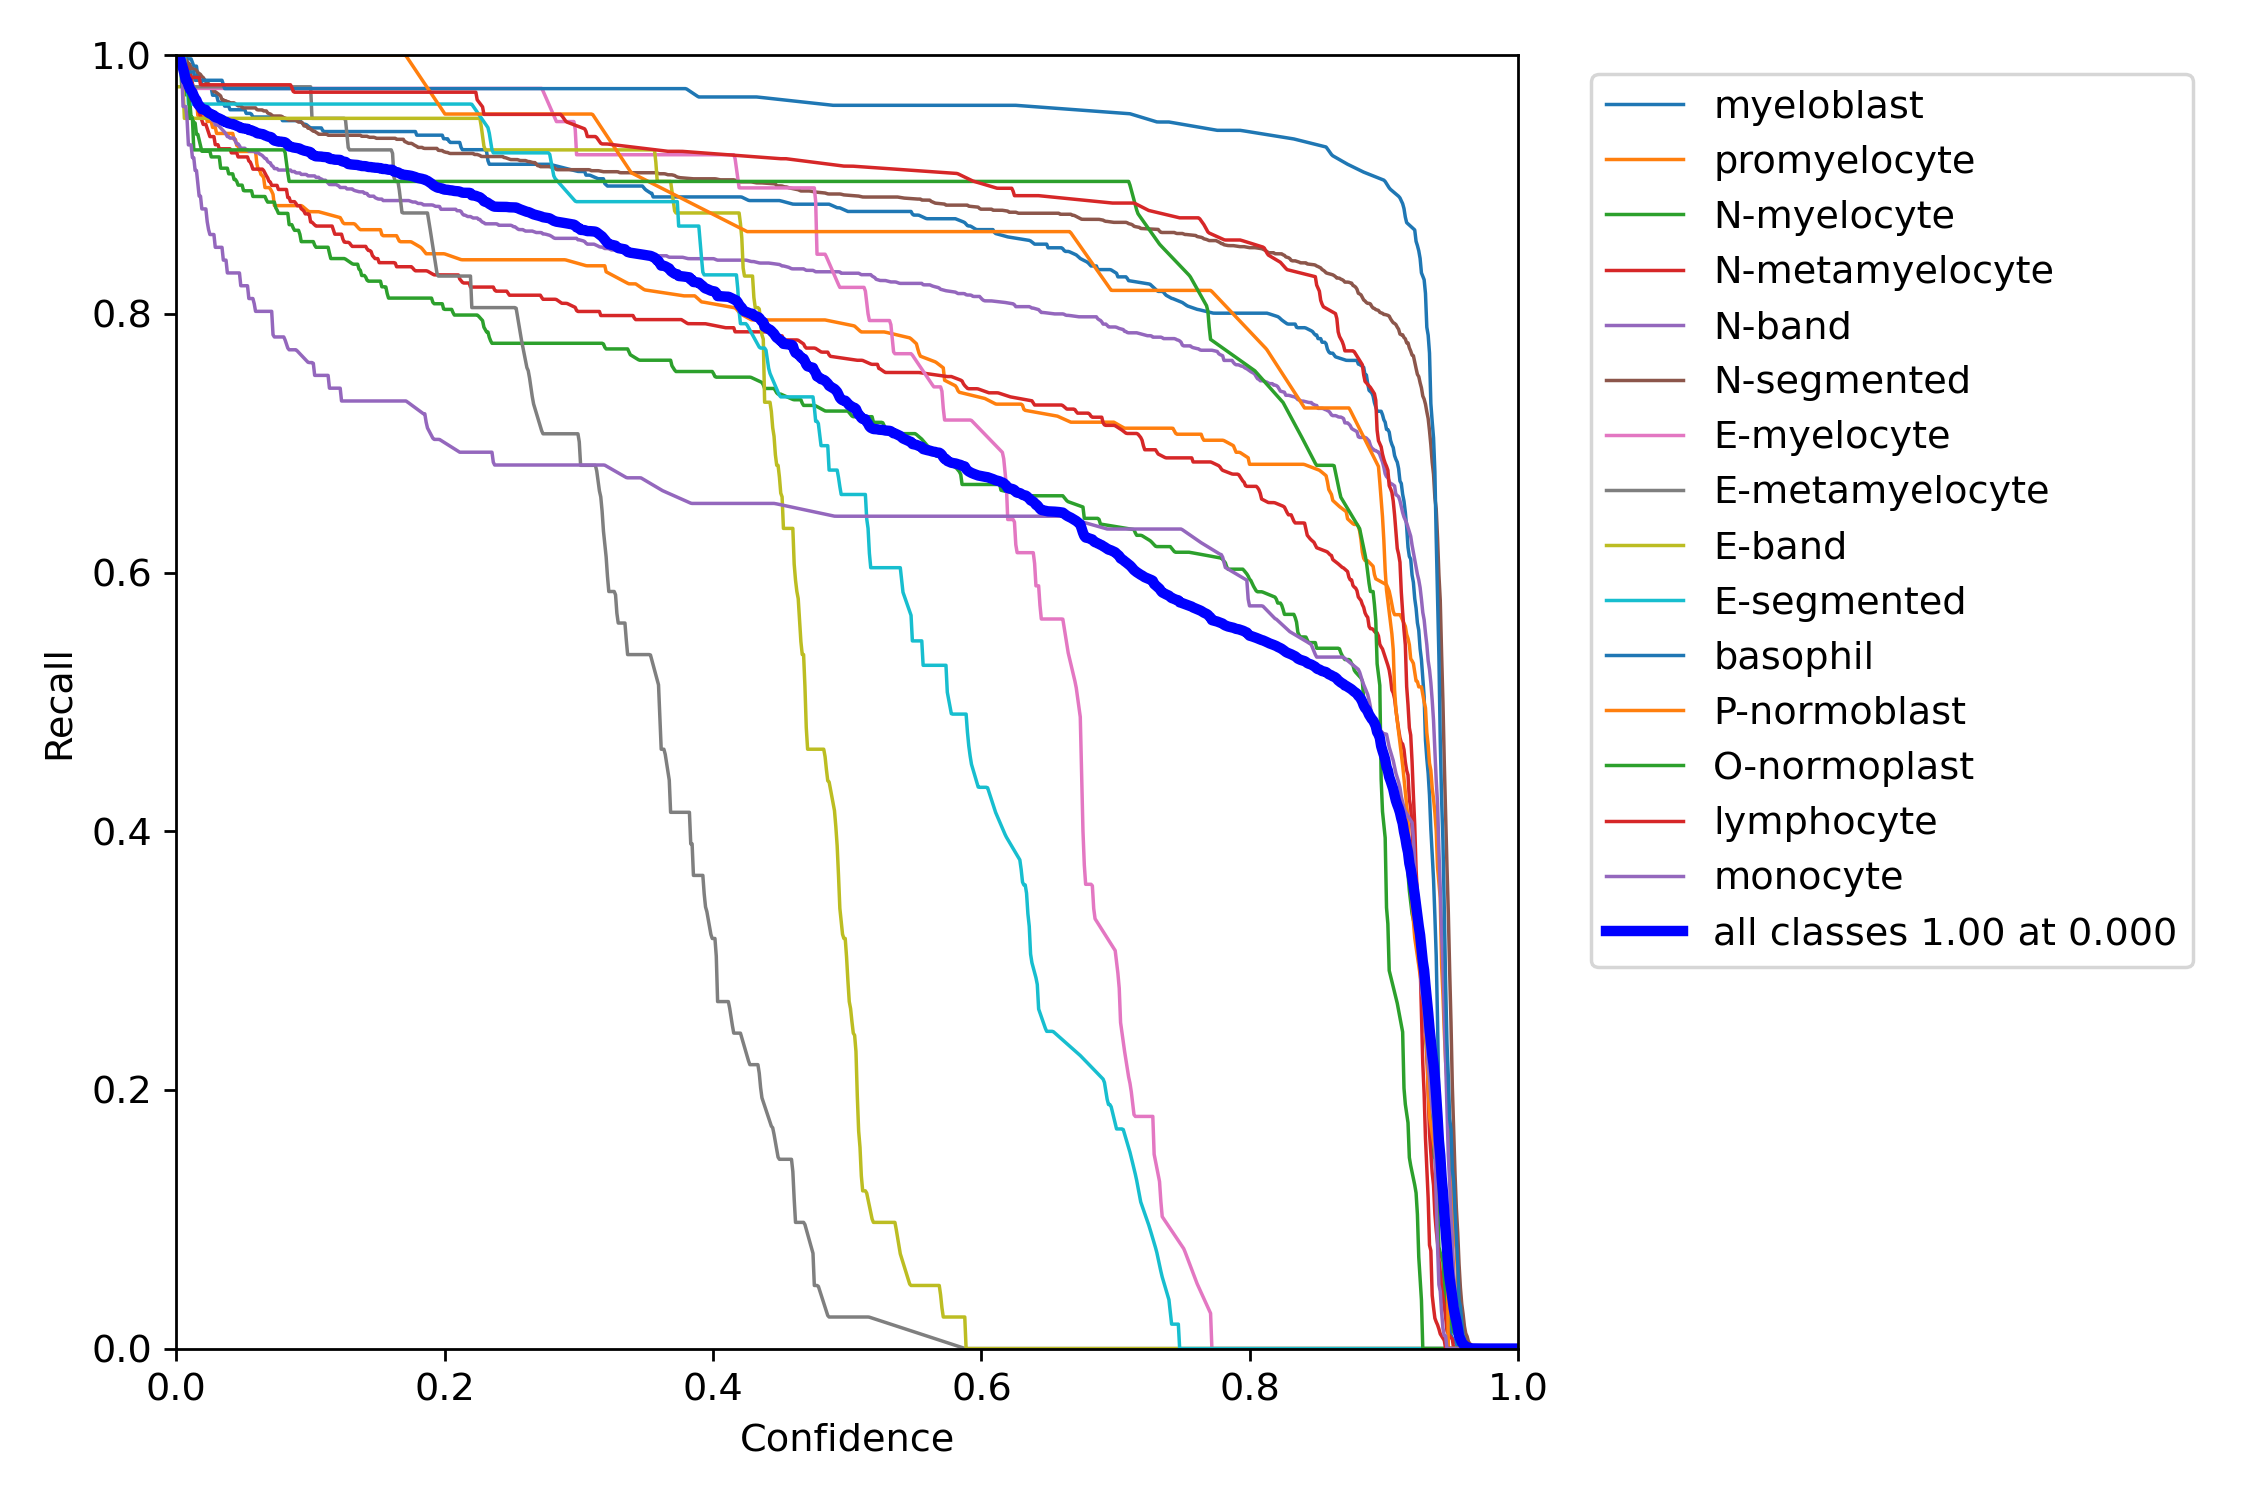 1.0
0.8
0.6
0.4
0.2
0.0
Recall
0.0 0.2 0.4 0.6 0.8 1.0
Confidence
myeloblast
promyelocyte
N-myelocyte
N-metamyelocyte
N-band
N-segmented
E-myelocyte
E-metamyelocyte
E-band
E-segmented
basophil
P-normoblast
O-normoplast
lymphocyte
monocyte
all classes 1.00 at 0.000